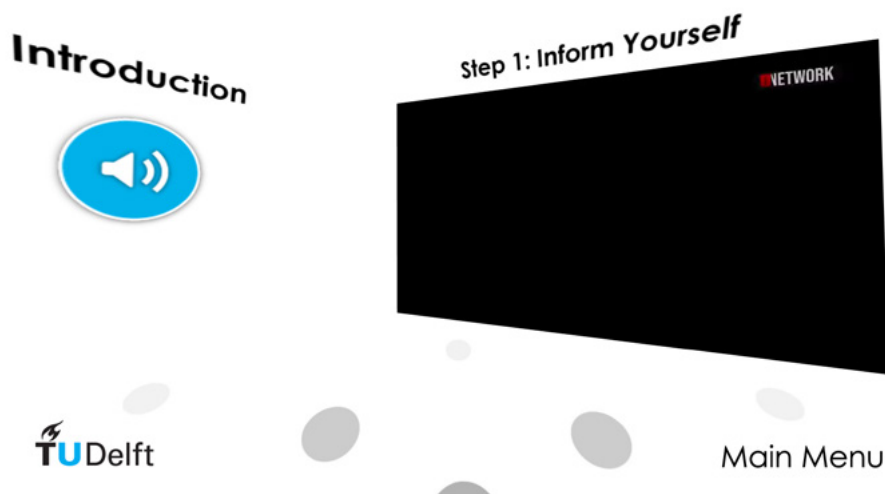 Introduction
Step 1: Inform Yourself
NETWORK
TUDelft
Main Menu